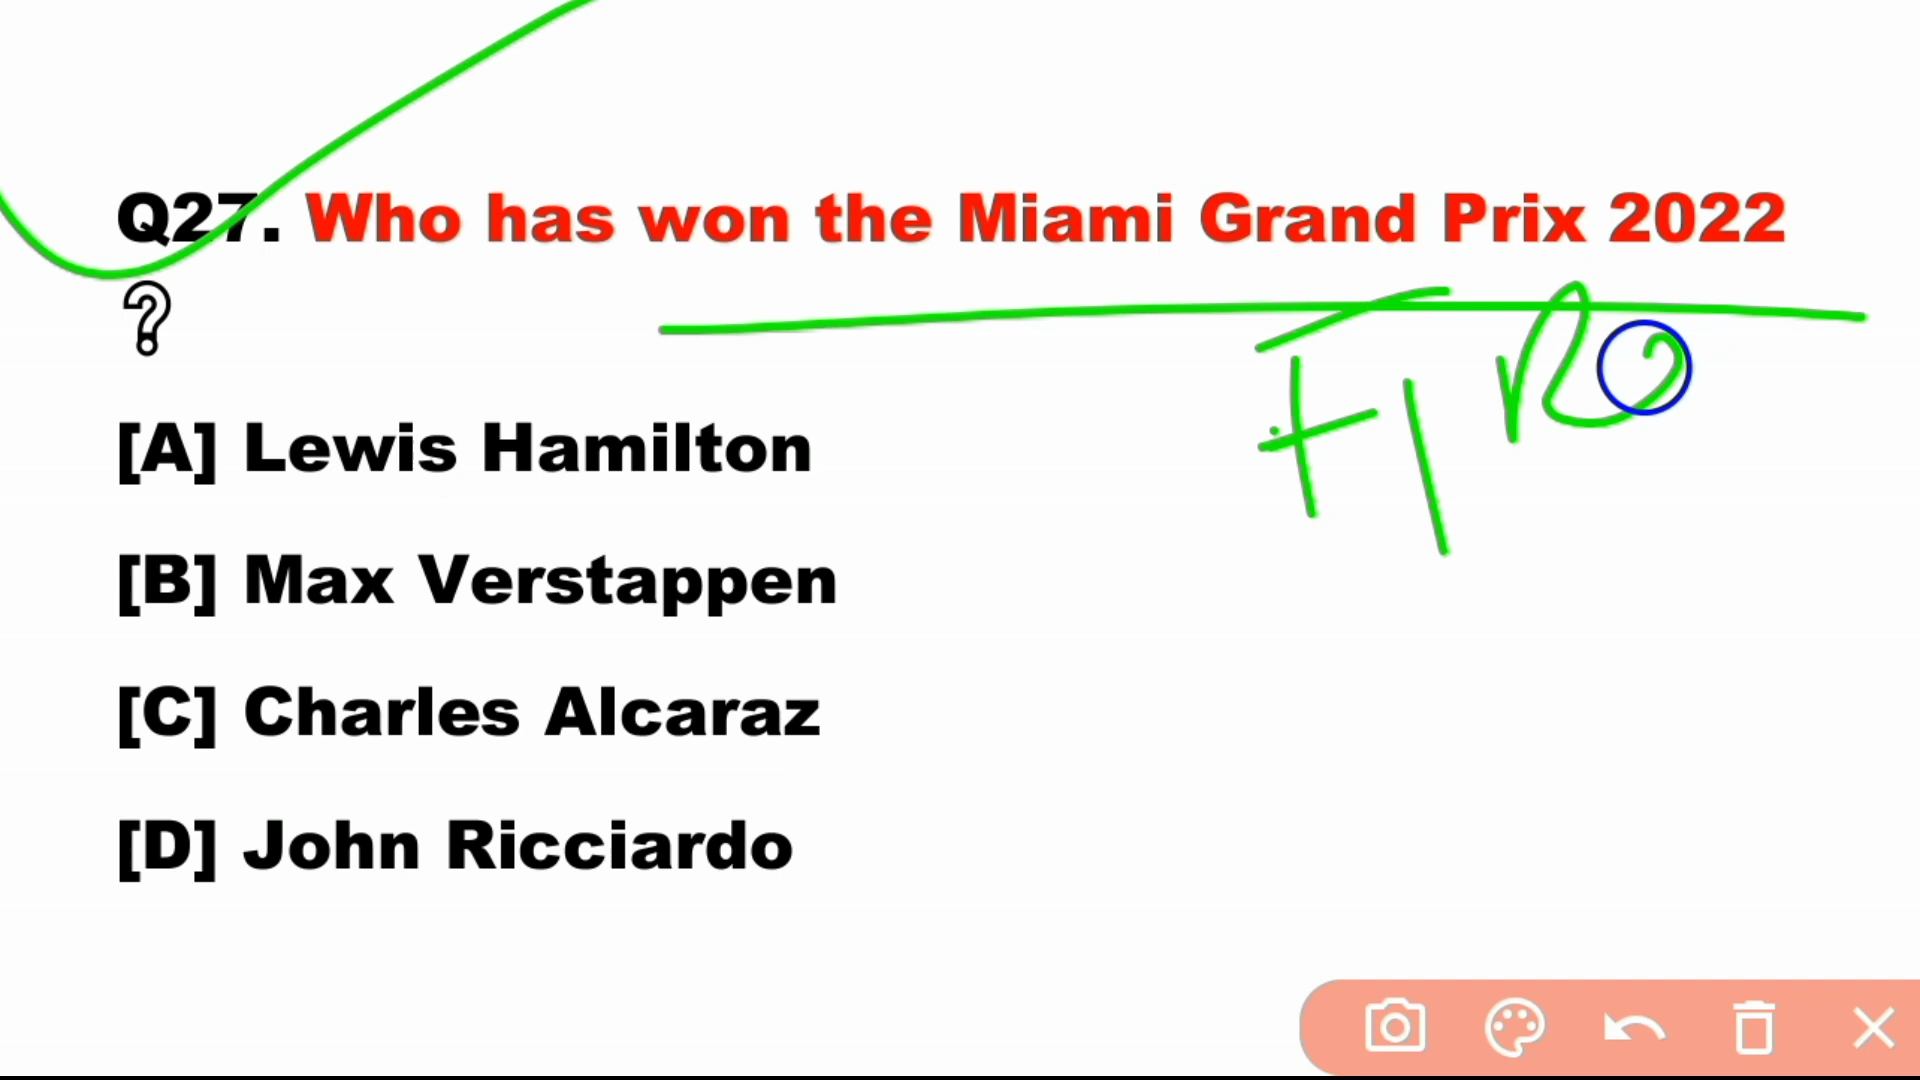 Q27. Who has won the Miami Grand Prix 2022
?
F1 R
[A] Lewis Hamilton
[B] Max Verstappen
[C] Charles Alcaraz
[D] John Ricciardo